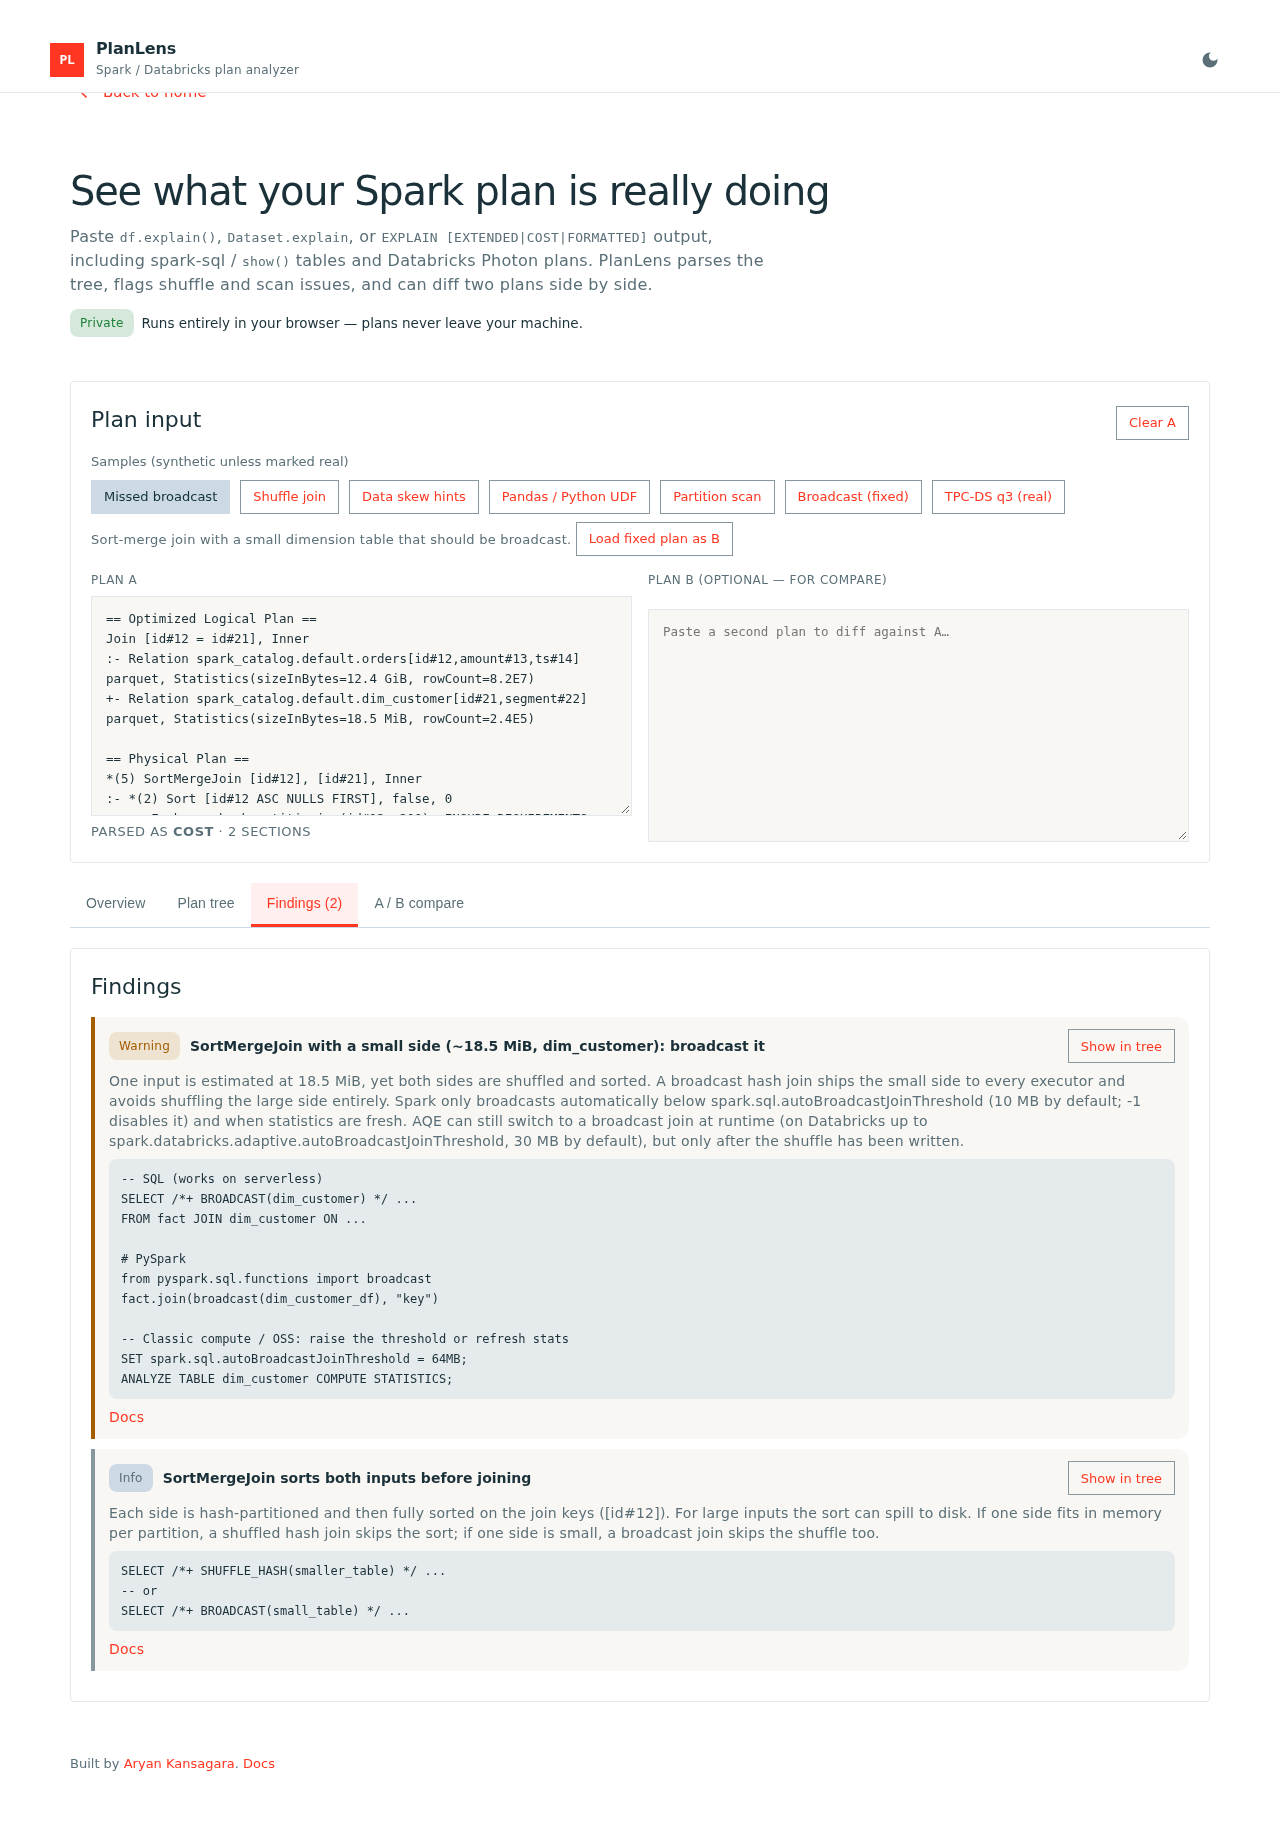 PL
PlanLens
Spark / Databricks plan analyzer
Back to home
See what your Spark plan is really doing
Paste df.explain(), Dataset.explain, or EXPLAIN [EXTENDED|COST|FORMATTED] output,
including spark-sql / show() tables and Databricks Photon plans. PlanLens parses the
tree, flags shuffle and scan issues, and can diff two plans side by side.
Private Runs entirely in your browser — plans never leave your machine.
Plan input
Clear A
Samples (synthetic unless marked real)
Missed broadcast Shuffle join Data skew hints Pandas / Python UDF Partition scan Broadcast (fixed) TPC-DS q3 (real)
Sort-merge join with a small dimension table that should be broadcast. Load fixed plan as B
PLAN A
== Optimized Logical Plan ==
Join [id#12 = id#21], Inner
:- Relation spark_catalog.default.orders[id#12,amount#13,ts#14]
parquet, Statistics(sizeInBytes=12.4 GiB, rowCount=8.2E7)
+- Relation spark_catalog.default.dim_customer[id#21,segment#22]
parquet, Statistics(sizeInBytes=18.5 MiB, rowCount=2.4E5)
== Physical Plan ==
*(5) SortMergeJoin [id#12], [id#21], Inner
:- *(2) Sort [id#12 ASC NULLS FIRST], false, 0
PARSED AS COST · 2 SECTIONS
PLAN B (OPTIONAL — FOR COMPARE)
Paste a second plan to diff against A…
Overview Plan tree Findings (2) A / B compare
Findings
Warning SortMergeJoin with a small side (~18.5 MiB, dim_customer): broadcast it
Show in tree
One input is estimated at 18.5 MiB, yet both sides are shuffled and sorted. A broadcast hash join ships the small side to every executor and
avoids shuffling the large side entirely. Spark only broadcasts automatically below spark.sql.autoBroadcastJoinThreshold (10 MB by default; -1
disables it) and when statistics are fresh. AQE can still switch to a broadcast join at runtime (on Databricks up to
spark.databricks.adaptive.autoBroadcastJoinThreshold, 30 MB by default), but only after the shuffle has been written.
-- SQL (works on serverless)
SELECT /*+ BROADCAST(dim_customer) */ ...
FROM fact JOIN dim_customer ON ...
# PySpark
from pyspark.sql.functions import broadcast
fact.join(broadcast(dim_customer_df), "key")
-- Classic compute / OSS: raise the threshold or refresh stats
SET spark.sql.autoBroadcastJoinThreshold = 64MB;
ANALYZE TABLE dim_customer COMPUTE STATISTICS;
Docs
Info SortMergeJoin sorts both inputs before joining
Show in tree
Each side is hash-partitioned and then fully sorted on the join keys ([id#12]). For large inputs the sort can spill to disk. If one side fits in memory
per partition, a shuffled hash join skips the sort; if one side is small, a broadcast join skips the shuffle too.
SELECT /*+ SHUFFLE_HASH(smaller_table) */ ...
-- or
SELECT /*+ BROADCAST(small_table) */ ...
Docs
Built by Aryan Kansagara. Docs